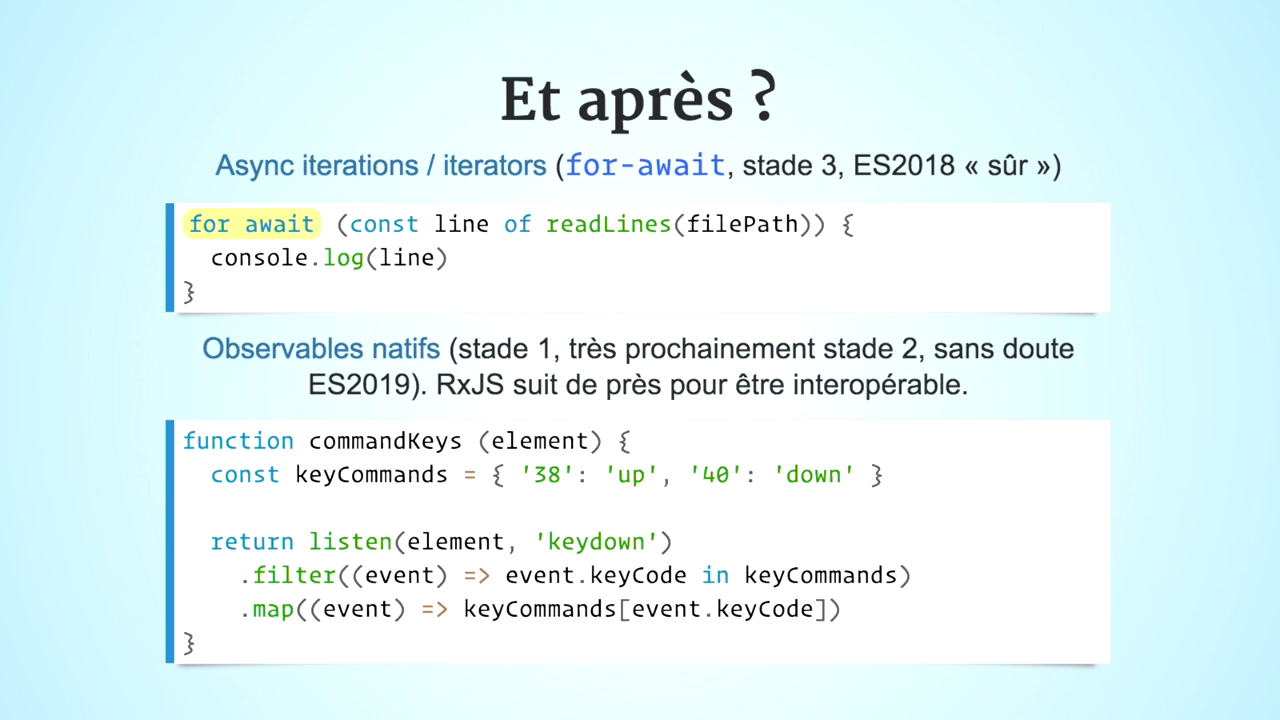 Et après ?
Async iterations / iterators (for-await, stade 3, ES2018 « sûr »)
for await (const line of readLines(filePath)) {
  console.log(line)
}
Observables natifs (stade 1, très prochainement stade 2, sans doute
ES2019). RxJS suit de près pour être interopérable.
function commandKeys (element) {
  const keyCommands = { '38': 'up', '40': 'down' }
  return listen(element, 'keydown')
    .filter((event) => event.keyCode in keyCommands)
    .map((event) => keyCommands[event.keyCode])
}